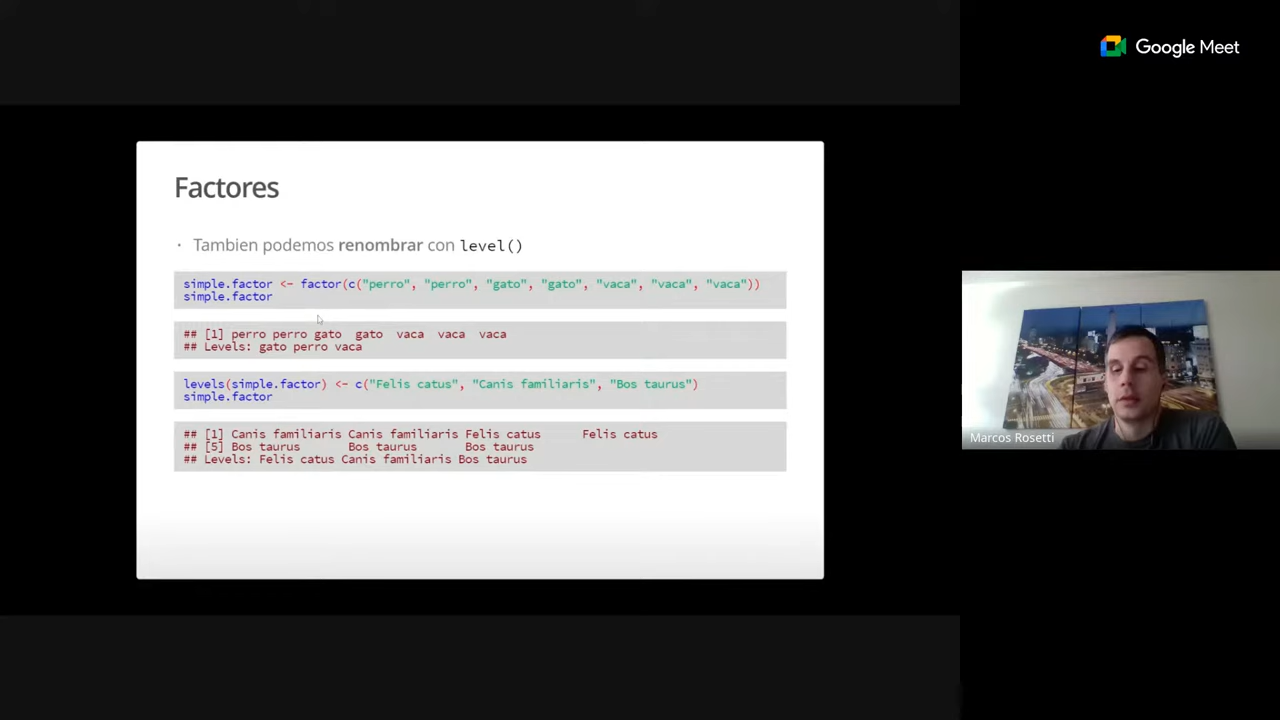 Google Meet
Factores
· Tambien podemos renombrar con level()
simple.factor <- factor(c("perro", "perro", "gato", "gato", "vaca", "vaca", "vaca"))
simple.factor
## [1] perro perro gato  gato  vaca  vaca  vaca
## Levels: gato perro vaca
levels(simple.factor) <- c("Felis catus", "Canis familiaris", "Bos taurus")
simple.factor
## [1] Canis familiaris Canis familiaris Felis catus      Felis catus
## [5] Bos taurus       Bos taurus       Bos taurus
## Levels: Felis catus Canis familiaris Bos taurus
Marcos Rosetti